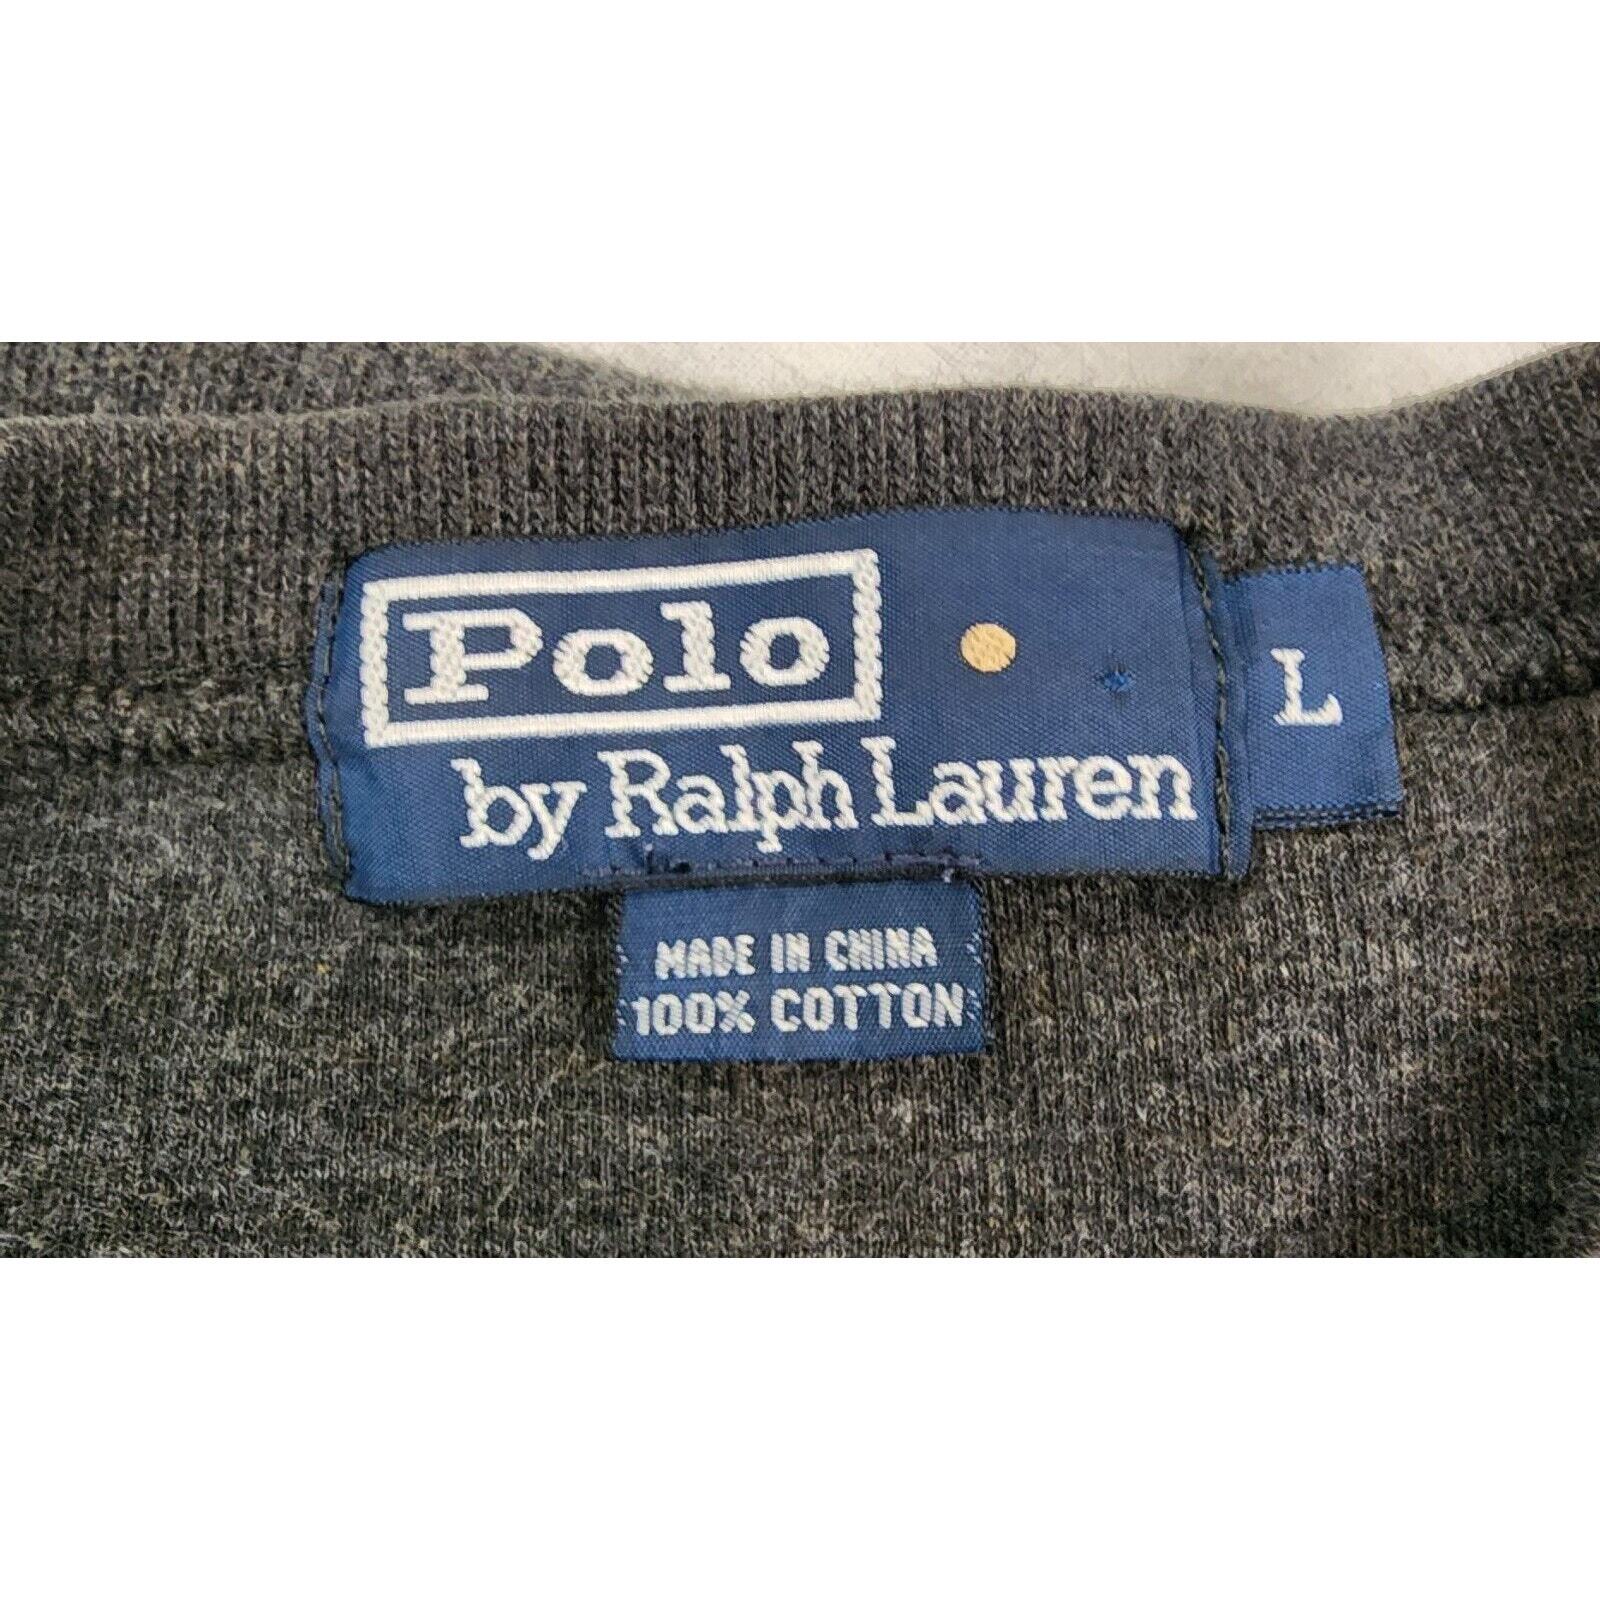 Polo
by Ralph Lauren
L
MADE IN CHINA
100% COTTON